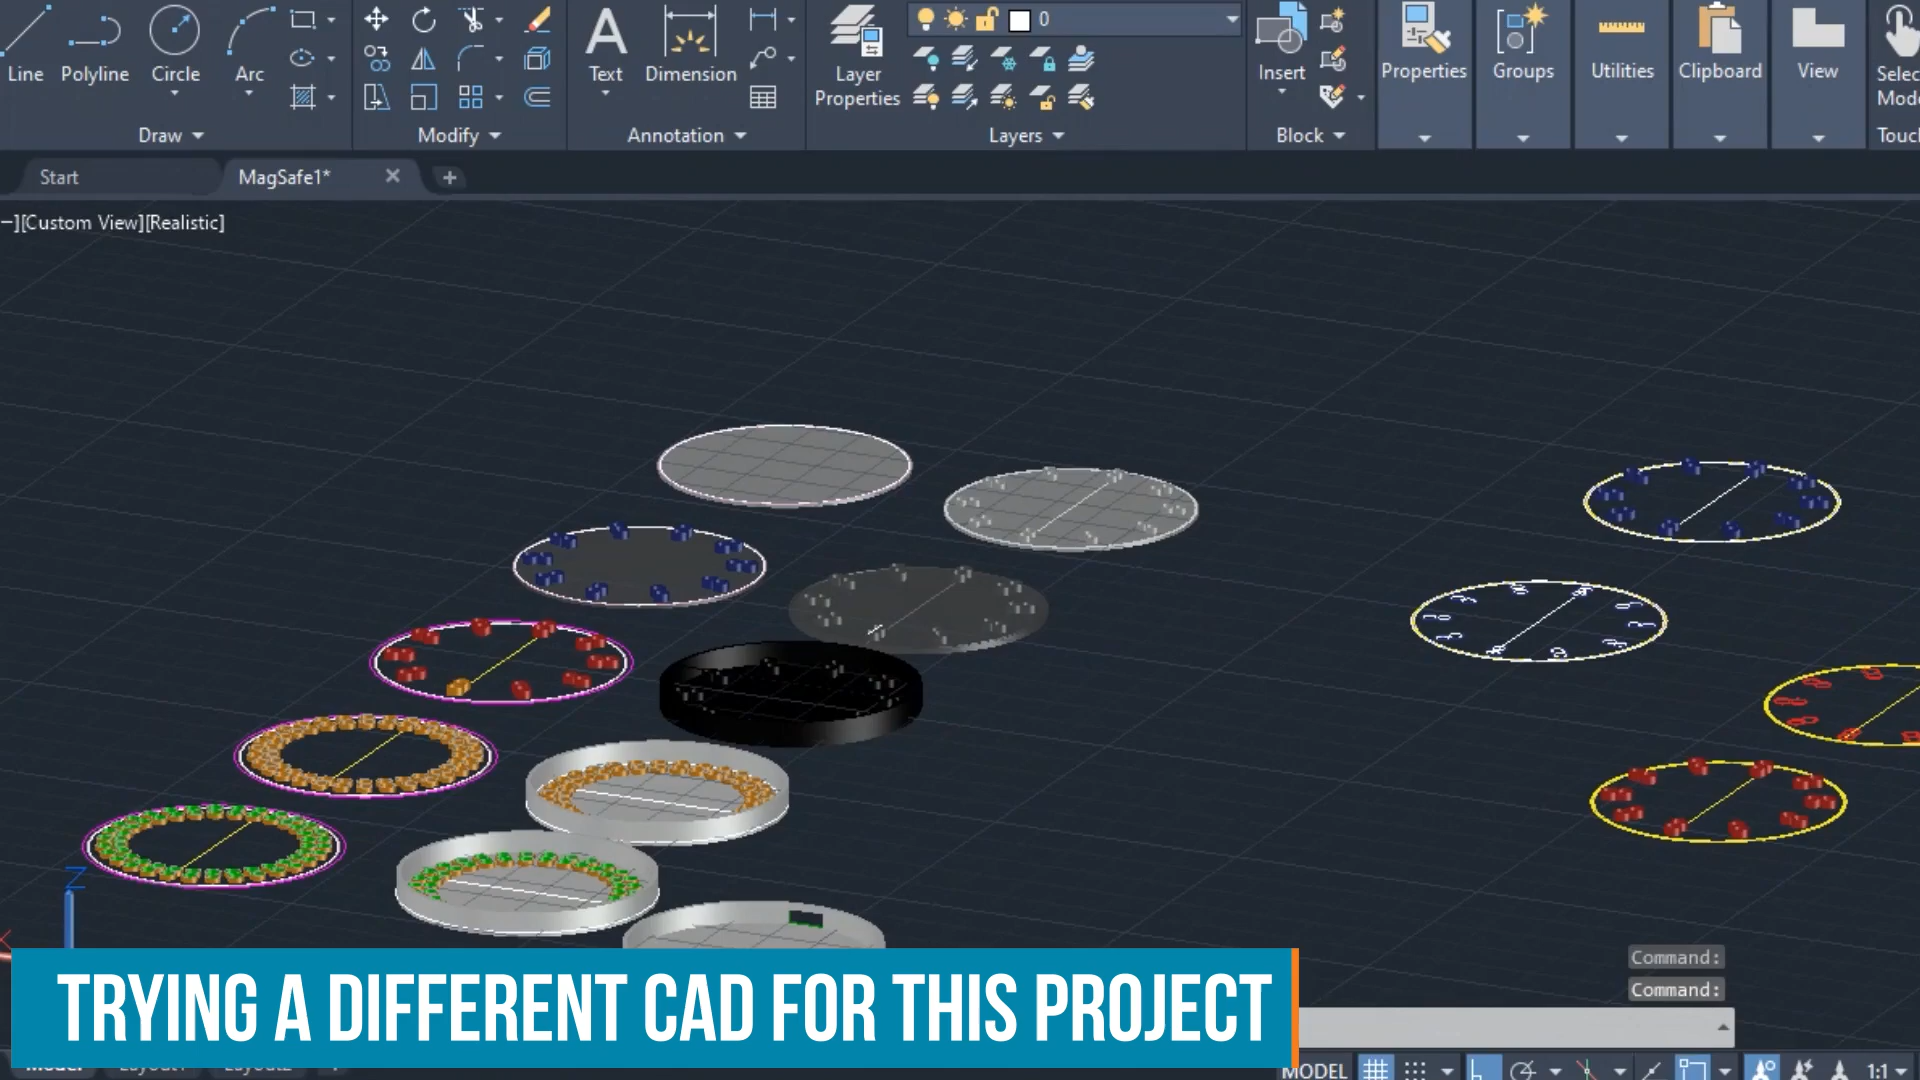 Line
Polyline
Circle
Arc
Text
Dimension
Layer
Properties
0
Insert
Properties
Groups
Utilities
Clipboard
View
Draw
Modify
Annotation
Layers
Block
Start
MagSafe1*
+
−][Custom View][Realistic]
Z
Command:
Command:
TRYING A DIFFERENT CAD FOR THIS PROJECT
MODEL
1:1